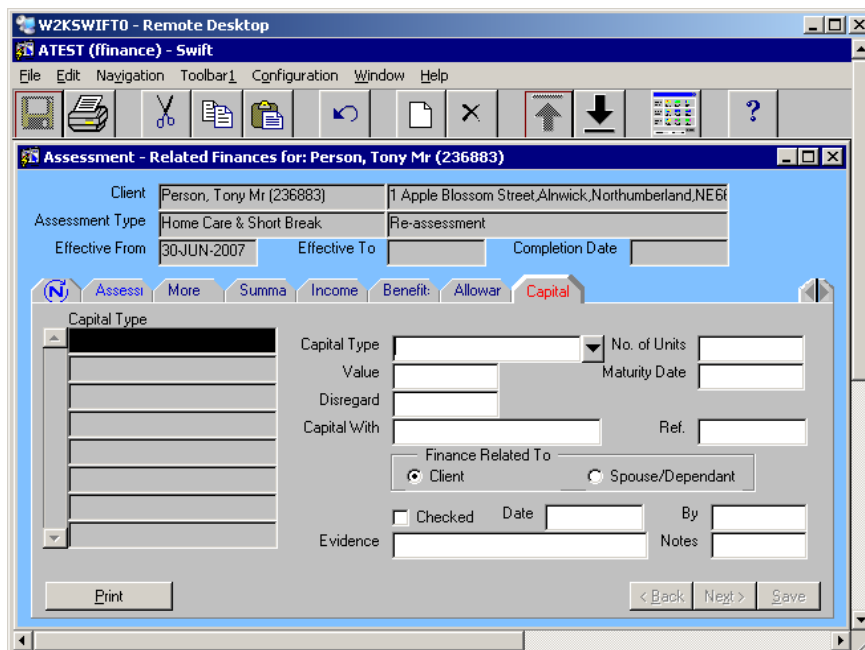 W2KSWIFT0 - Remote Desktop
ATEST (ffinance) - Swift
File Edit Navigation Toolbar1 Configuration Window Help
?
Assessment - Related Finances for: Person, Tony Mr (236883)
Client Person, Tony Mr (236883) 1 Apple Blossom Street,Alnwick,Northumberland,NE66
Assessment Type Home Care & Short Break Re-assessment
Effective From 30-JUN-2007 Effective To Completion Date
N Assessi More Summa Income Benefit: Allowar Capital
Capital Type
Capital Type No. of Units
Value Maturity Date
Disregard
Capital With Ref.
Finance Related To
Client Spouse/Dependant
Checked Date By
Evidence Notes
Print < Back Next > Save